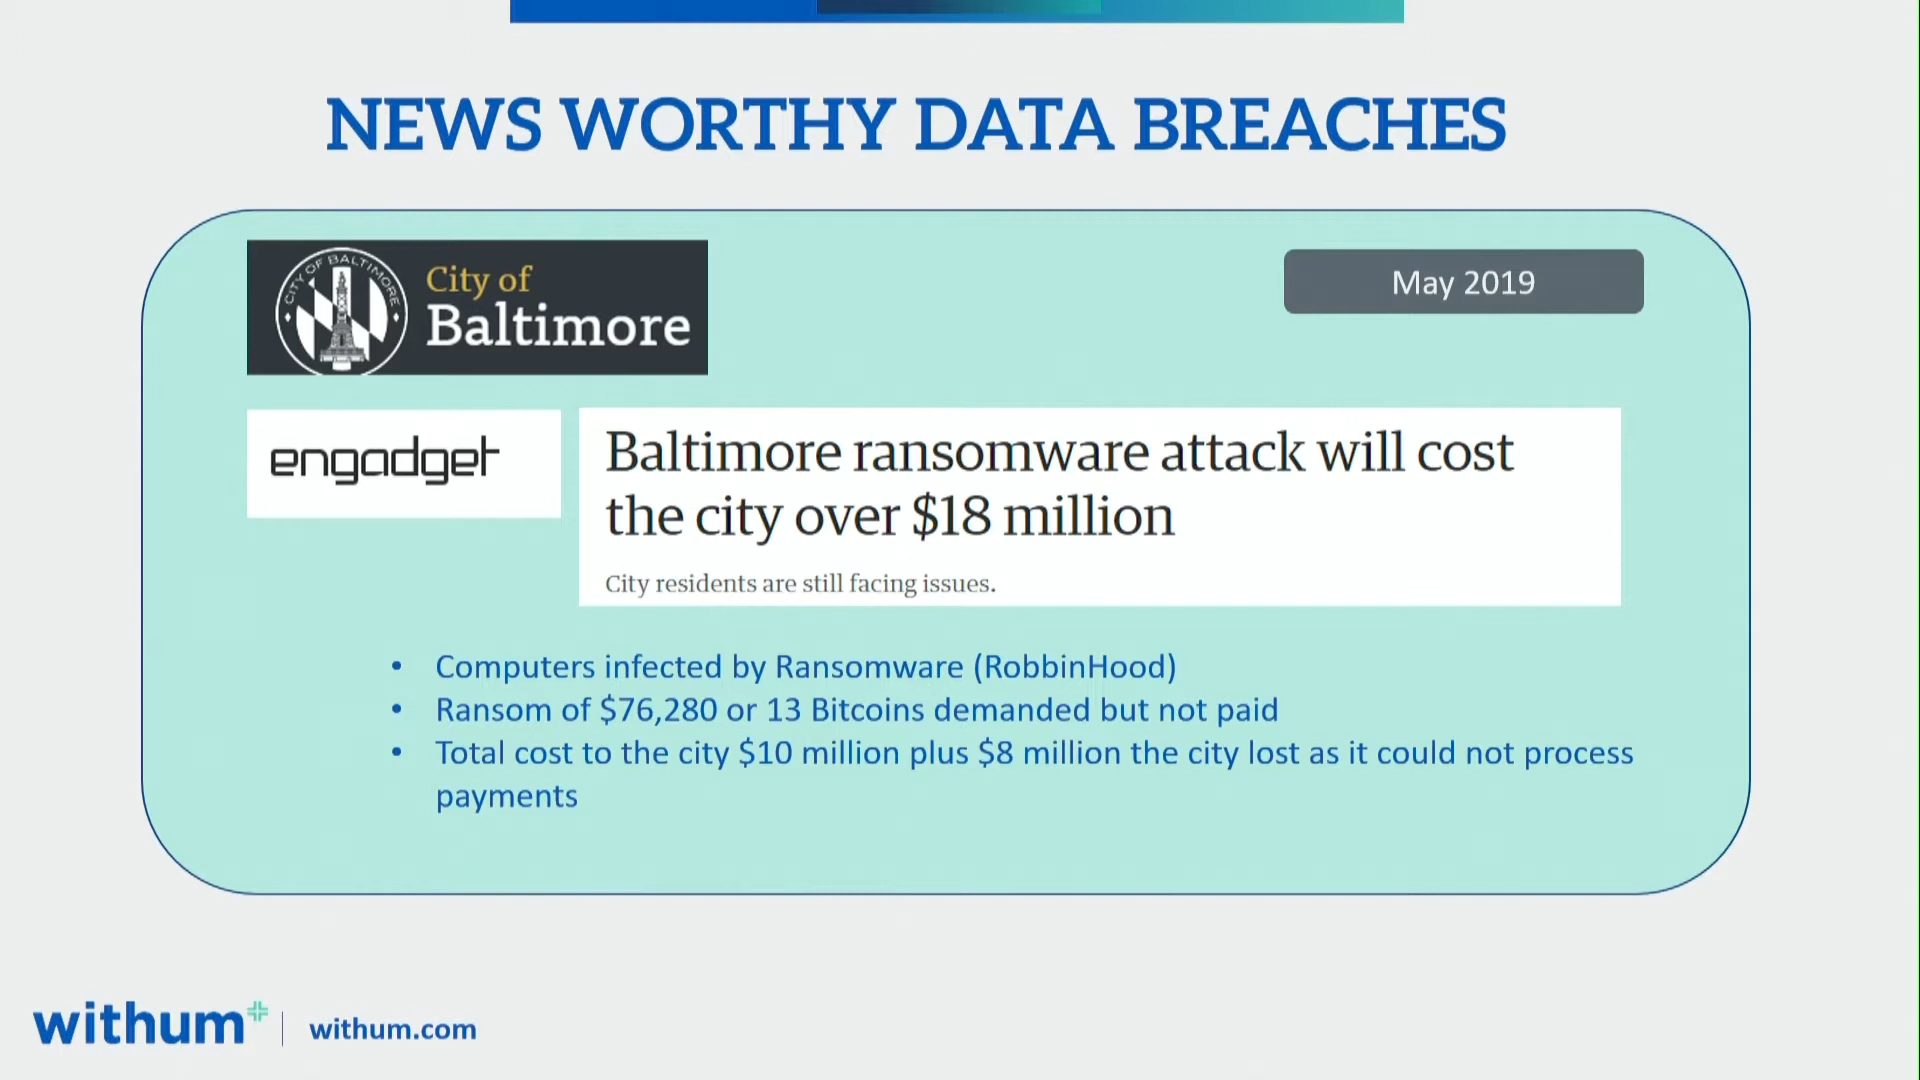 NEWS WORTHY DATA BREACHES
CITY OF BALTIMORE
City of
Baltimore
May 2019
engadget
Baltimore ransomware attack will cost
the city over $18 million
City residents are still facing issues.
• Computers infected by Ransomware (RobbinHood)
• Ransom of $76,280 or 13 Bitcoins demanded but not paid
• Total cost to the city $10 million plus $8 million the city lost as it could not process
payments
withum
withum.com